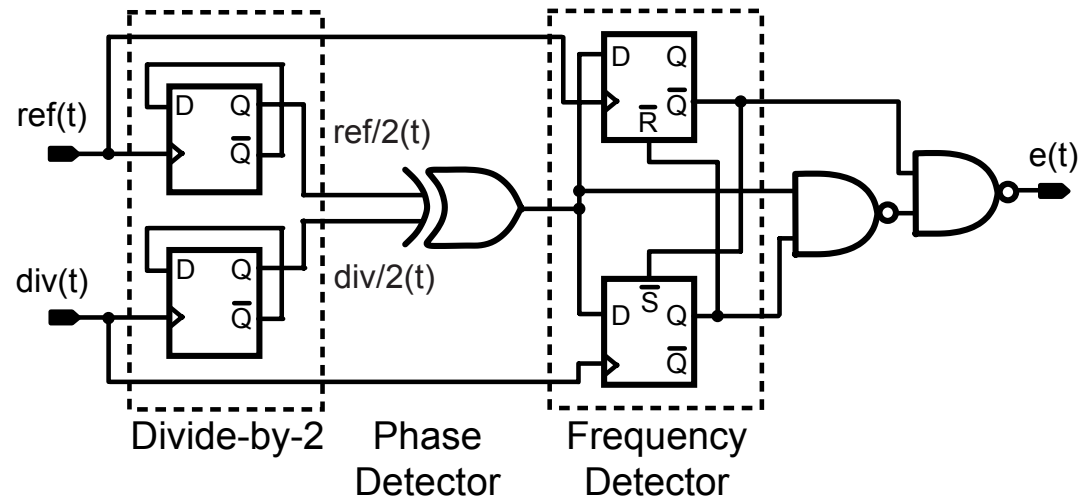 ref(t)
D Q
Q̅
ref/2(t)
div(t)
D Q
Q̅
div/2(t)
D Q
Q̅
R̅
S̅
D Q
Q̅
e(t)
Divide-by-2
Phase
Detector
Frequency
Detector